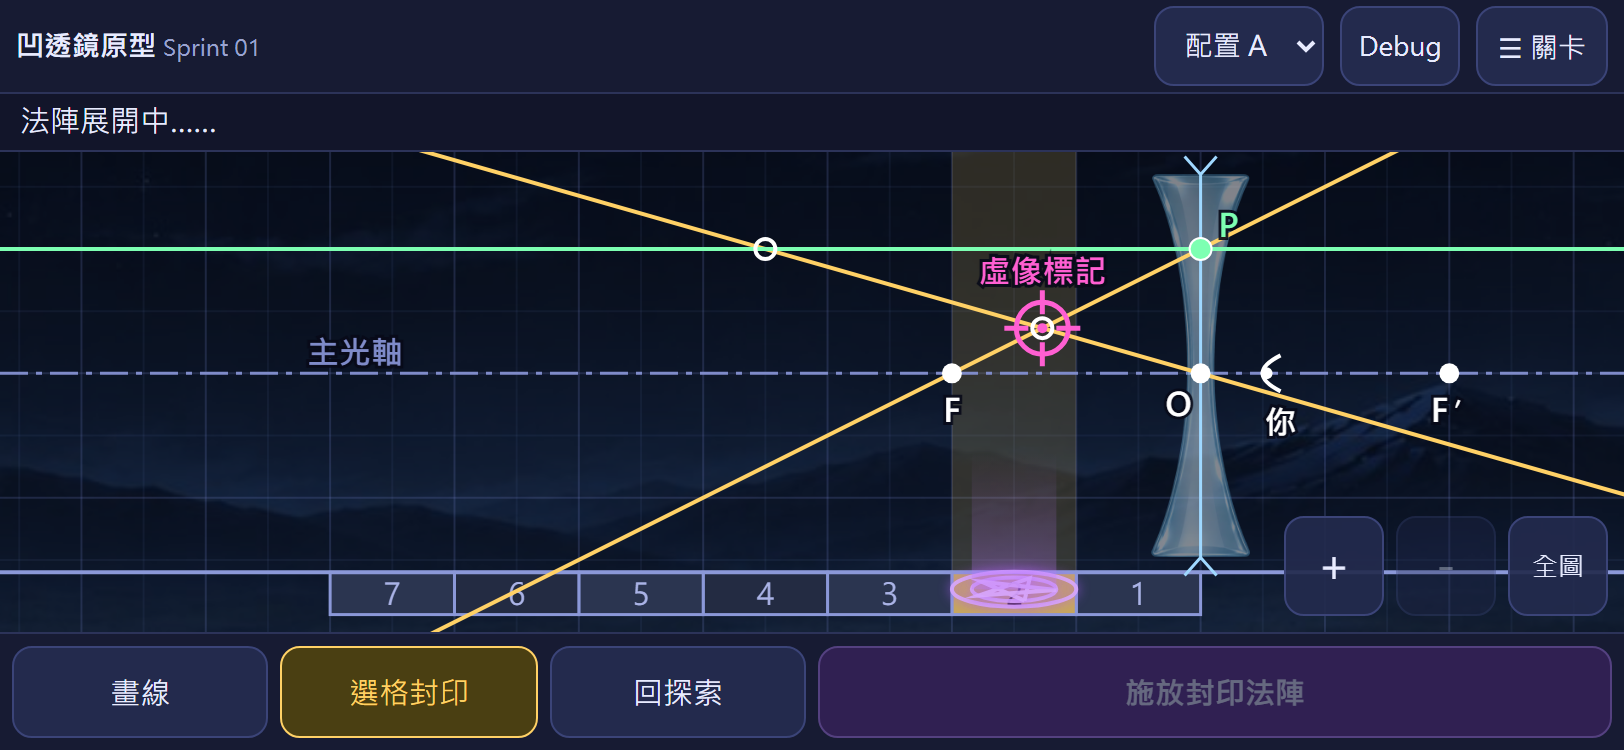 凹透鏡原型 Sprint 01
配置 A
Debug
☰ 關卡
法陣展開中......
P
虛像標記
主光軸
F
O
你
F′
7 6 5 4 3 1
+
-
全圖
畫線
選格封印
回探索
施放封印法陣